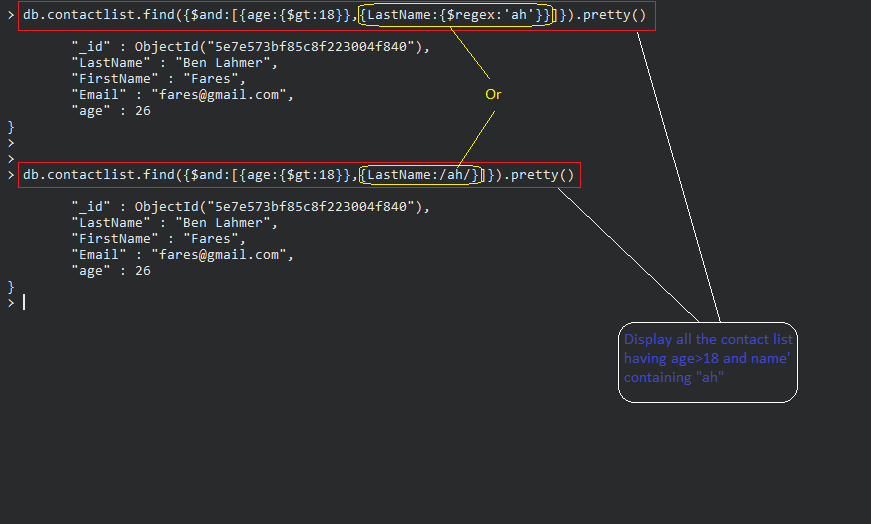 > db.contactlist.find({$and:[{age:{$gt:18}},{LastName:{$regex:'ah'}}]}).pretty()
"_id" : ObjectId("5e7e573bf85c8f223004f840"),
"LastName" : "Ben Lahmer",
"FirstName" : "Fares",
"Email" : "fares@gmail.com",
"age" : 26
}
>
>
Or
> db.contactlist.find({$and:[{age:{$gt:18}},{LastName:/ah/}]}).pretty()
"_id" : ObjectId("5e7e573bf85c8f223004f840"),
"LastName" : "Ben Lahmer",
"FirstName" : "Fares",
"Email" : "fares@gmail.com",
"age" : 26
}
>
Display all the contact list
having age>18 and name'
containing "ah"